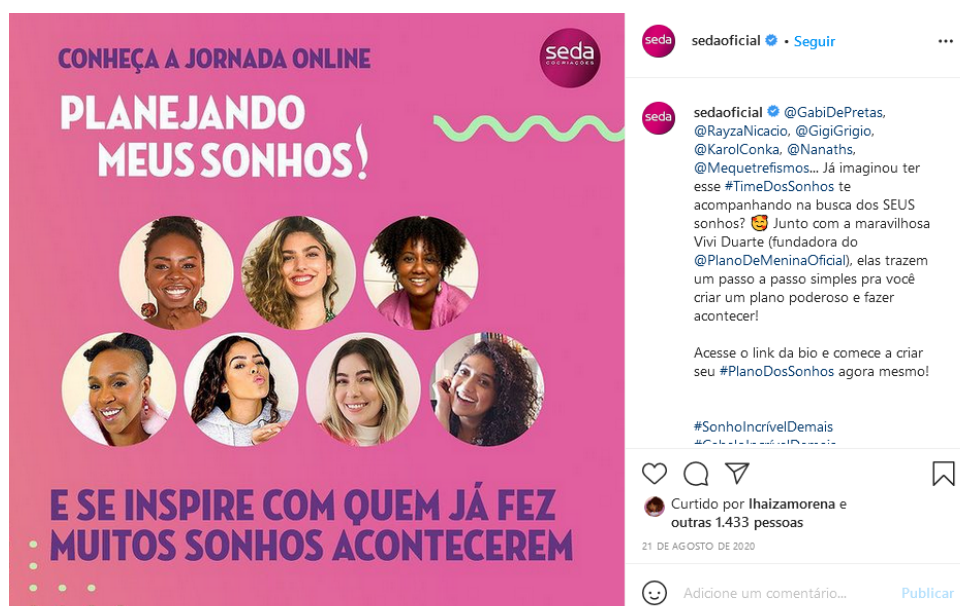 CONHEÇA A JORNADA ONLINE
PLANEJANDO
MEUS SONHOS!
seda
COCRIAÇÕES
E SE INSPIRE COM QUEM JÁ FEZ
MUITOS SONHOS ACONTECEREM
seda
sedaoficial • Seguir
seda
sedaoficial @GabiDePretas,
@RayzaNicacio, @GigiGrigio,
@KarolConka, @Nanaths,
@Mequetrefismos... Já imaginou ter
esse #TimeDosSonhos te
acompanhando na busca dos SEUS
sonhos? 🥰 Junto com a maravilhosa
Vivi Duarte (fundadora do
@PlanoDeMeninaOficial), elas trazem
um passo a passo simples pra você
criar um plano poderoso e fazer
acontecer!
Acesse o link da bio e comece a criar
seu #PlanoDosSonhos agora mesmo!
#SonhoIncrívelDemais
#CabeloIncrívelDemais
Curtido por lhaizamorena e
outras 1.433 pessoas
21 DE AGOSTO DE 2020
Adicione um comentário...
Publicar